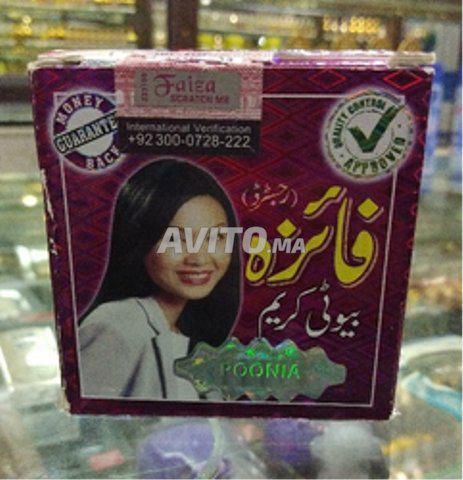 Faiza
SCRATCH ME
International Verification
+92 300-0728-222
MONEY
GUARANTEE
BACK
QUALITY CONTROL
APPROVED
(رجسٹرڈ)
فائزہ
بیوٹی کریم
AVITO.MA
POONIA